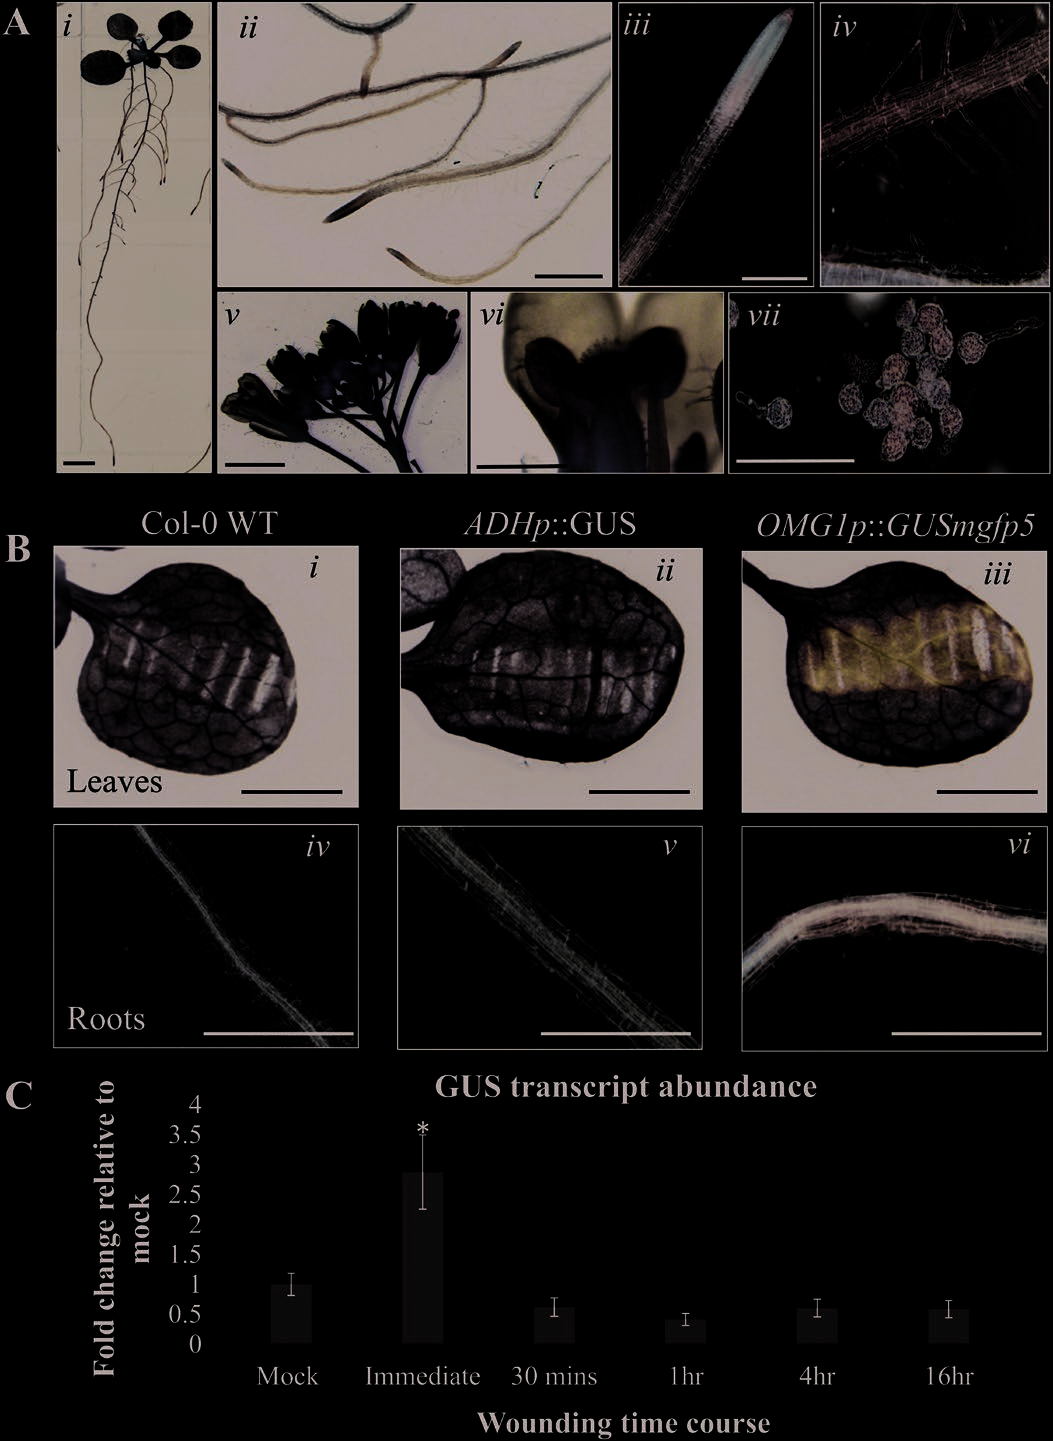 A
i
ii
iii
iv
v
vi
vii
B
Col-0 WT
ADHp::GUS
OMG1p::GUSmgfp5
i
ii
iii
Leaves
iv
v
vi
Roots
C
GUS transcript abundance
Fold change relative to
mock
4
3.5
3
2.5
2
1.5
1
0.5
0
*
Mock
Immediate
30 mins
1hr
4hr
16hr
Wounding time course